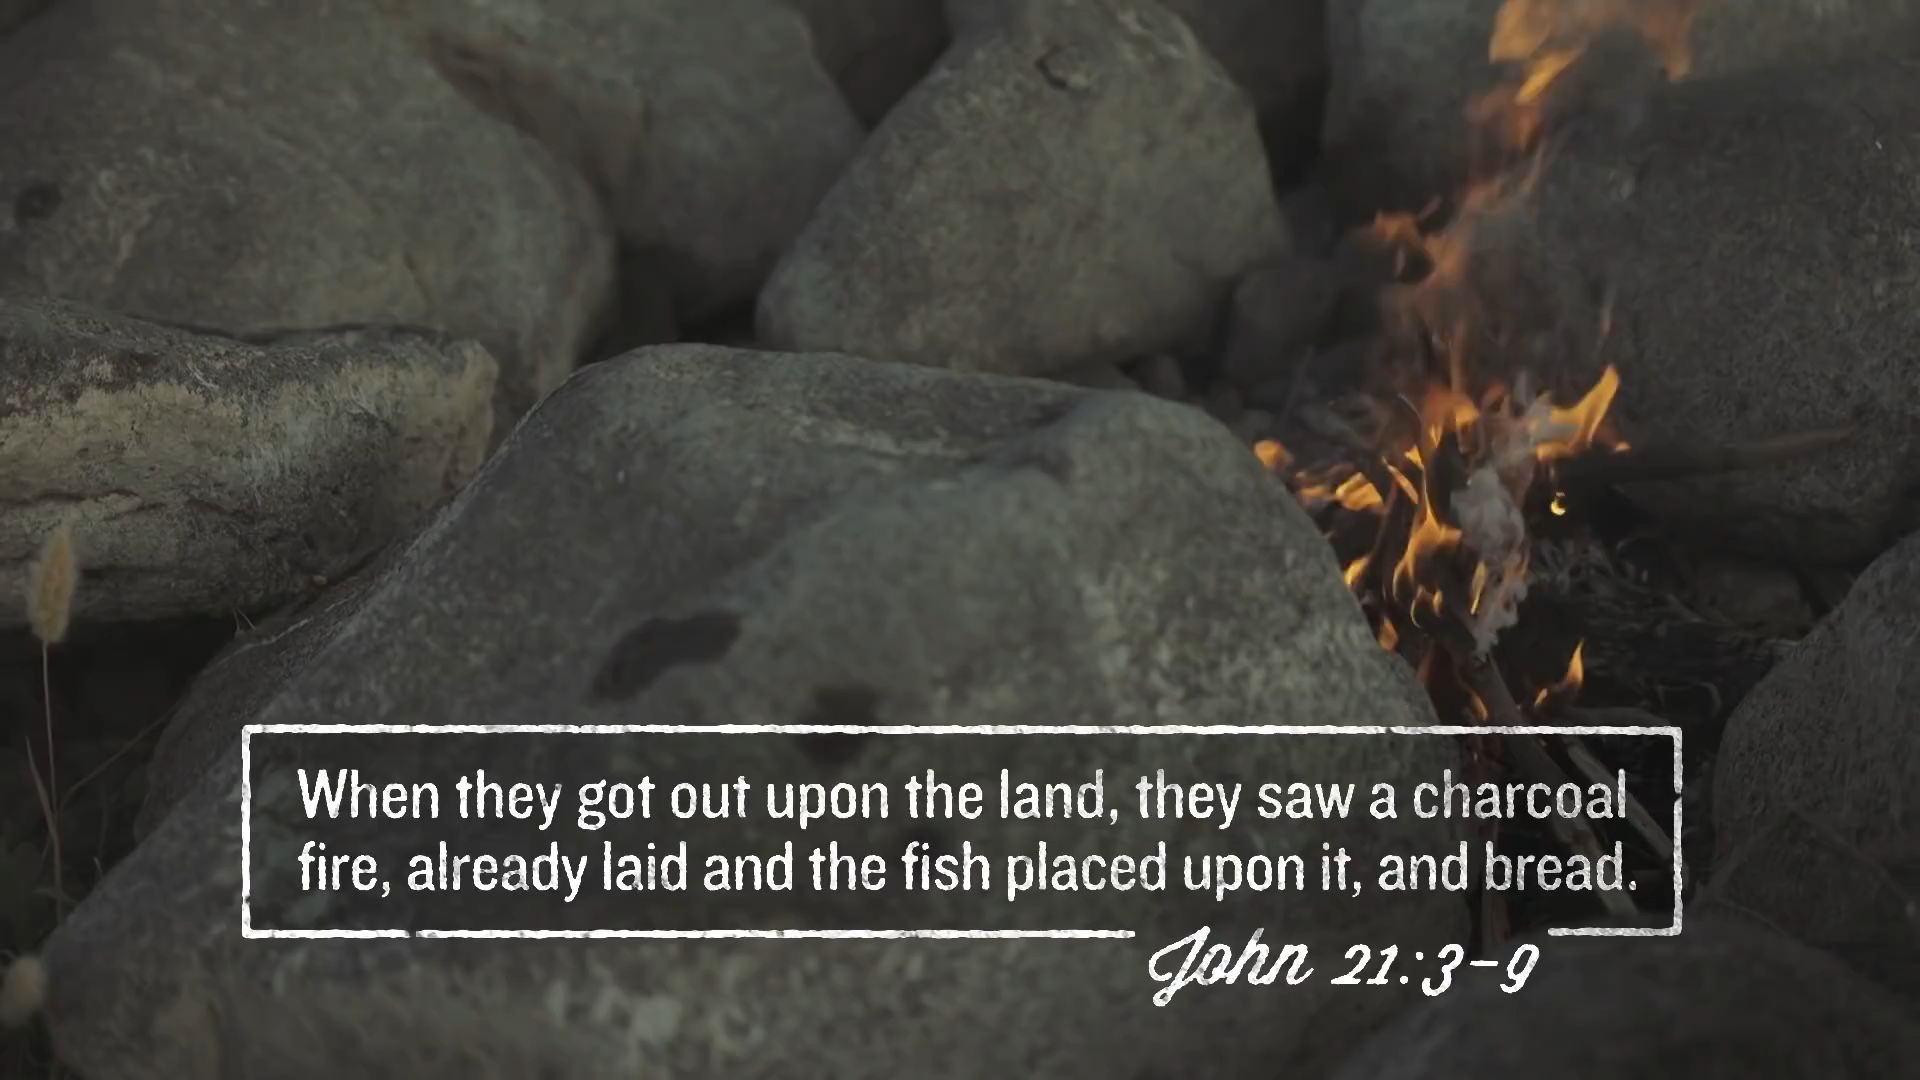 When they got out upon the land, they saw a charcoal
fire, already laid and the fish placed upon it, and bread.
John 21:3-9